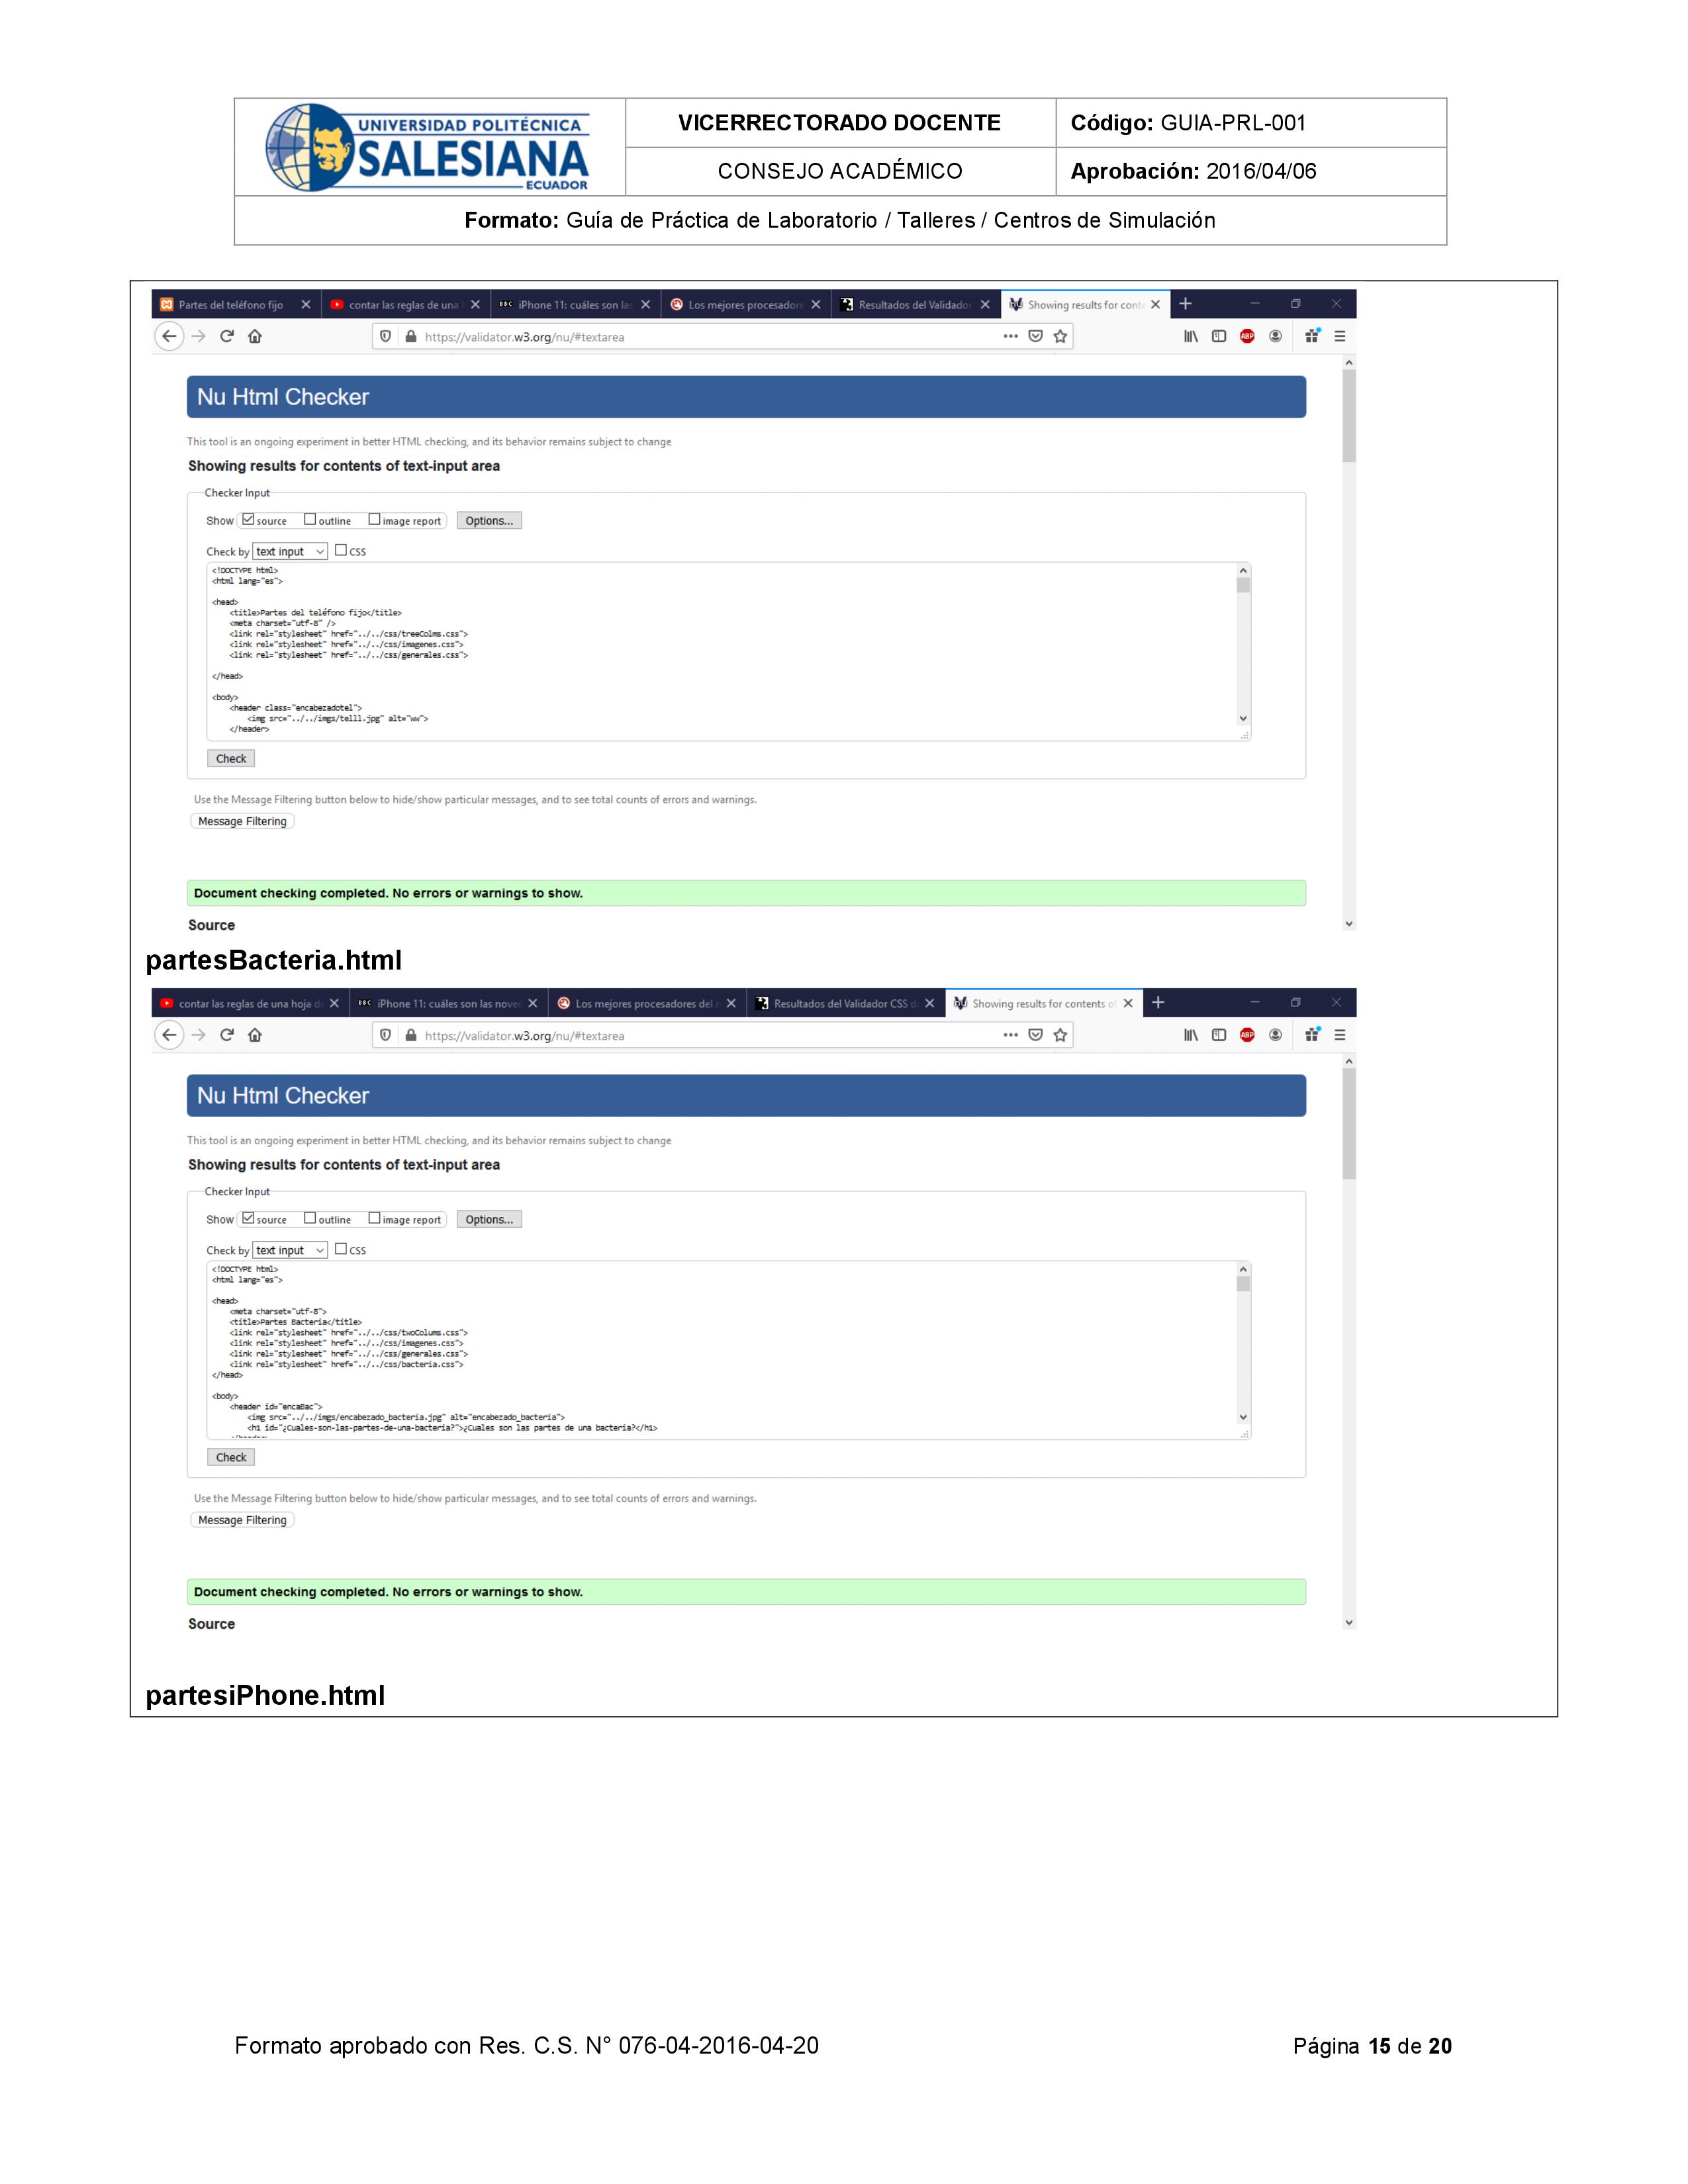 UNIVERSIDAD POLITÉCNICA
SALESIANA
ECUADOR
VICERRECTORADO DOCENTE
Código: GUIA-PRL-001
CONSEJO ACADÉMICO
Aprobación: 2016/04/06
Formato: Guía de Práctica de Laboratorio / Talleres / Centros de Simulación
Partes del teléfono fijo
contar las reglas de una
BBC iPhone 11: cuáles son las
Los mejores procesadore
Resultados del Validador
Showing results for conte
https://validator.w3.org/nu/#textarea
ABP
Nu Html Checker
This tool is an ongoing experiment in better HTML checking, and its behavior remains subject to change
Showing results for contents of text-input area
Checker Input
Show source outline image report Options...
Check by text input CSS
<!DOCTYPE html>
<html lang="es">
<head>
<title>Partes del teléfono fijo</title>
<meta charset="utf-8" />
<link rel="stylesheet" href="../../css/treeColms.css">
<link rel="stylesheet" href="../../css/imagenes.css">
<link rel="stylesheet" href="../../css/generales.css">
</head>
<body>
<header class="encabezadotel">
<img src="../../imgs/telll.jpg" alt="ww">
</header>
Check
Use the Message Filtering button below to hide/show particular messages, and to see total counts of errors and warnings.
Message Filtering
Document checking completed. No errors or warnings to show.
Source
partesBacteria.html
contar las reglas de una hoja de
BBC iPhone 11: cuáles son las nove
Los mejores procesadores del
Resultados del Validador CSS d
Showing results for contents of
https://validator.w3.org/nu/#textarea
ABP
Nu Html Checker
This tool is an ongoing experiment in better HTML checking, and its behavior remains subject to change
Showing results for contents of text-input area
Checker Input
Show source outline image report Options...
Check by text input CSS
<!DOCTYPE html>
<html lang="es">
<head>
<meta charset="utf-8">
<title>Partes Bacteria</title>
<link rel="stylesheet" href="../../css/twoColums.css">
<link rel="stylesheet" href="../../css/imagenes.css">
<link rel="stylesheet" href="../../css/generales.css">
<link rel="stylesheet" href="../../css/bacteria.css">
</head>
<body>
<header id="encaBac">
<img src="../../imgs/encabezado_bacteria.jpg" alt="encabezado_bacteria">
<h1 id="¿Cuales-son-las-partes-de-una-bacteria?">¿Cuales son las partes de una bacteria?</h1>
Check
Use the Message Filtering button below to hide/show particular messages, and to see total counts of errors and warnings.
Message Filtering
Document checking completed. No errors or warnings to show.
Source
partesiPhone.html
Formato aprobado con Res. C.S. N° 076-04-2016-04-20
Página 15 de 20